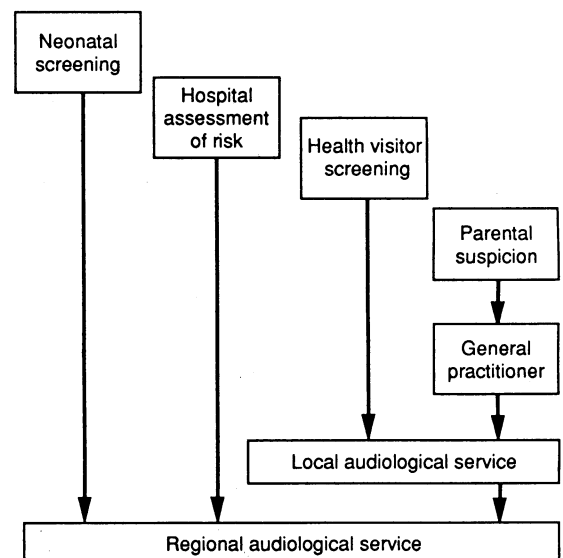 Neonatal
screening
Hospital
assessment
of risk
Health visitor
screening
Parental
suspicion
General
practitioner
Local audiological service
Regional audiological service